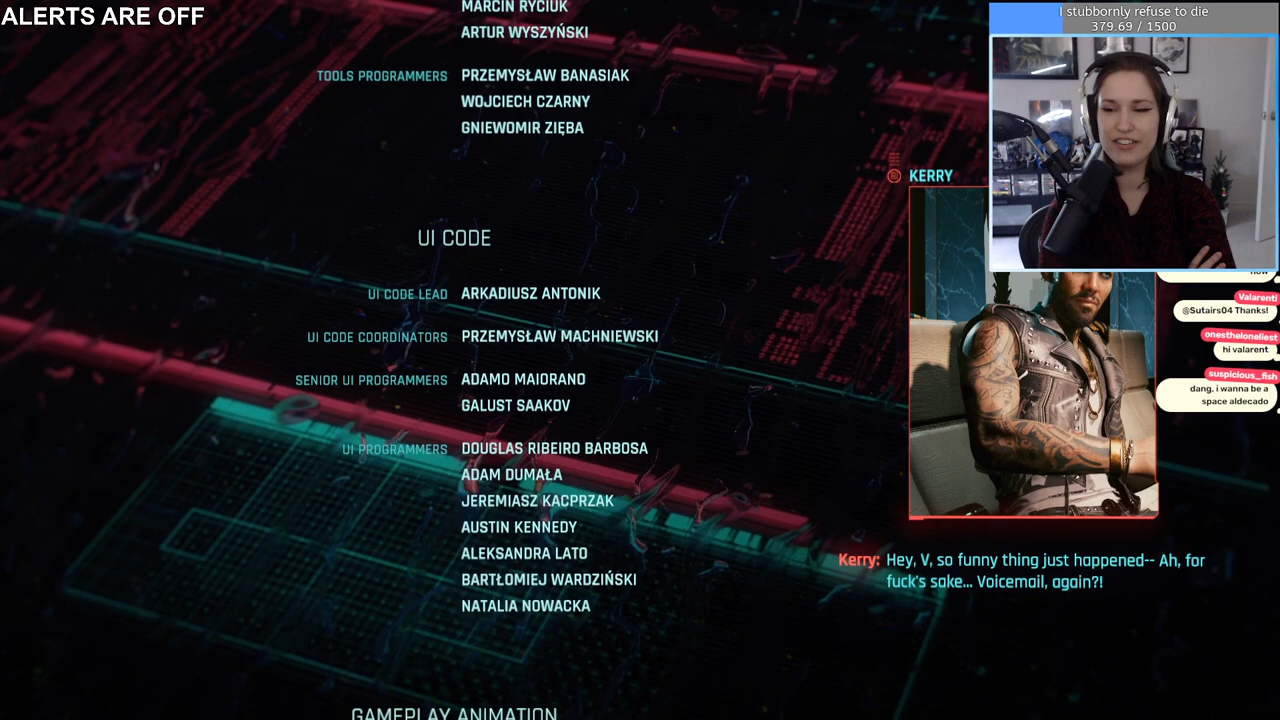 ALERTS ARE OFF
MARCIN RYCIUK
ARTUR WYSZYŃSKI
TOOLS PROGRAMMERS PRZEMYSŁAW BANASIAK
WOJCIECH CZARNY
GNIEWOMIR ZIĘBA
UI CODE
UI CODE LEAD ARKADIUSZ ANTONIK
UI CODE COORDINATORS PRZEMYSŁAW MACHNIEWSKI
SENIOR UI PROGRAMMERS ADAMO MAIORANO
GALUST SAAKOV
UI PROGRAMMERS DOUGLAS RIBEIRO BARBOSA
ADAM DUMAŁA
JEREMIASZ KACPRZAK
AUSTIN KENNEDY
ALEKSANDRA LATO
BARTŁOMIEJ WARDZIŃSKI
NATALIA NOWACKA
GAMEPLAY ANIMATION
I stubbornly refuse to die
379.69 / 1500
KERRY
Kerry: Hey, V, so funny thing just happened-- Ah, for
fuck's sake... Voicemail, again?!
now
Valarenti
@Sutairs04 Thanks!
onesthelonellest
hi valarent
suspicious_fish
dang, i wanna be a
space aldecado